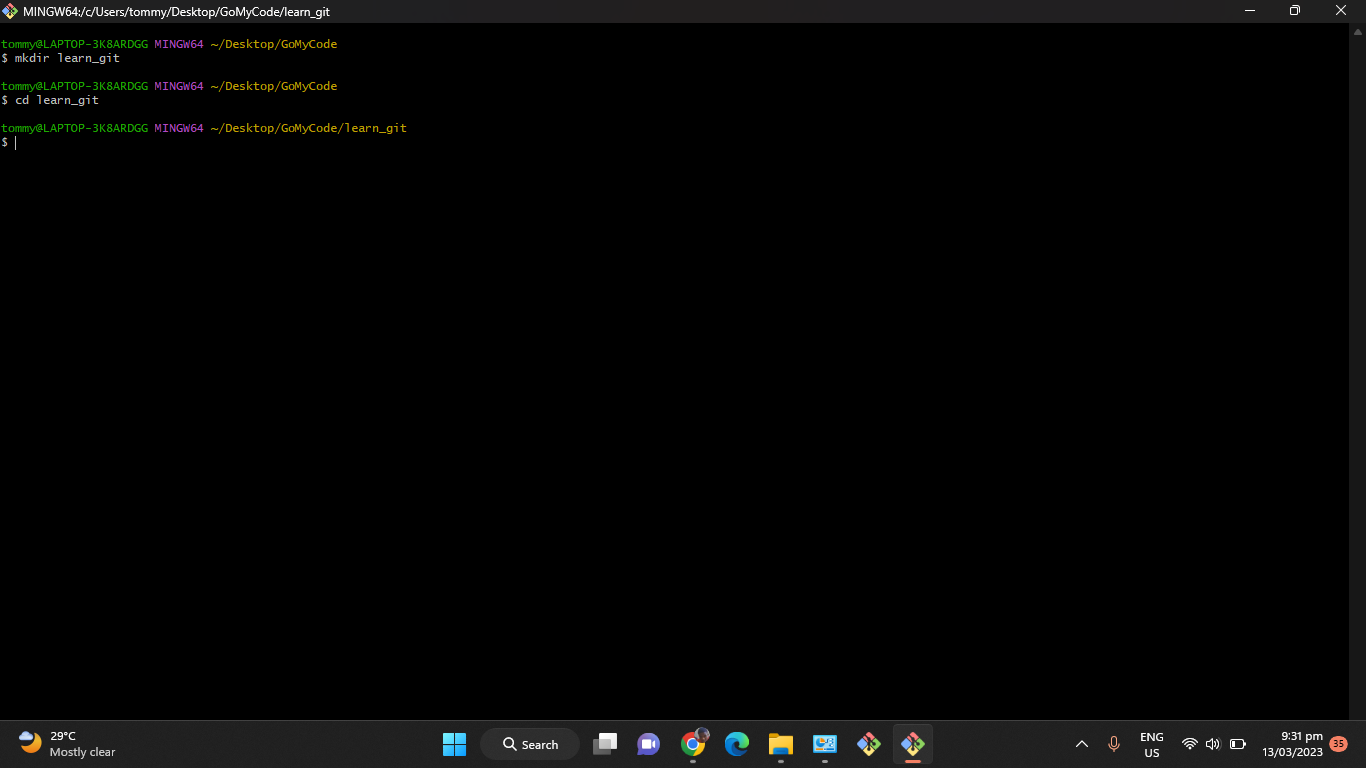 MINGW64:/c/Users/tommy/Desktop/GoMyCode/learn_git
tommy@LAPTOP-3K8ARDGG MINGW64 ~/Desktop/GoMyCode
$ mkdir learn_git
tommy@LAPTOP-3K8ARDGG MINGW64 ~/Desktop/GoMyCode
$ cd learn_git
tommy@LAPTOP-3K8ARDGG MINGW64 ~/Desktop/GoMyCode/learn_git
$
29°C
Mostly clear
Search
ENG
US
9:31 pm
13/03/2023
35